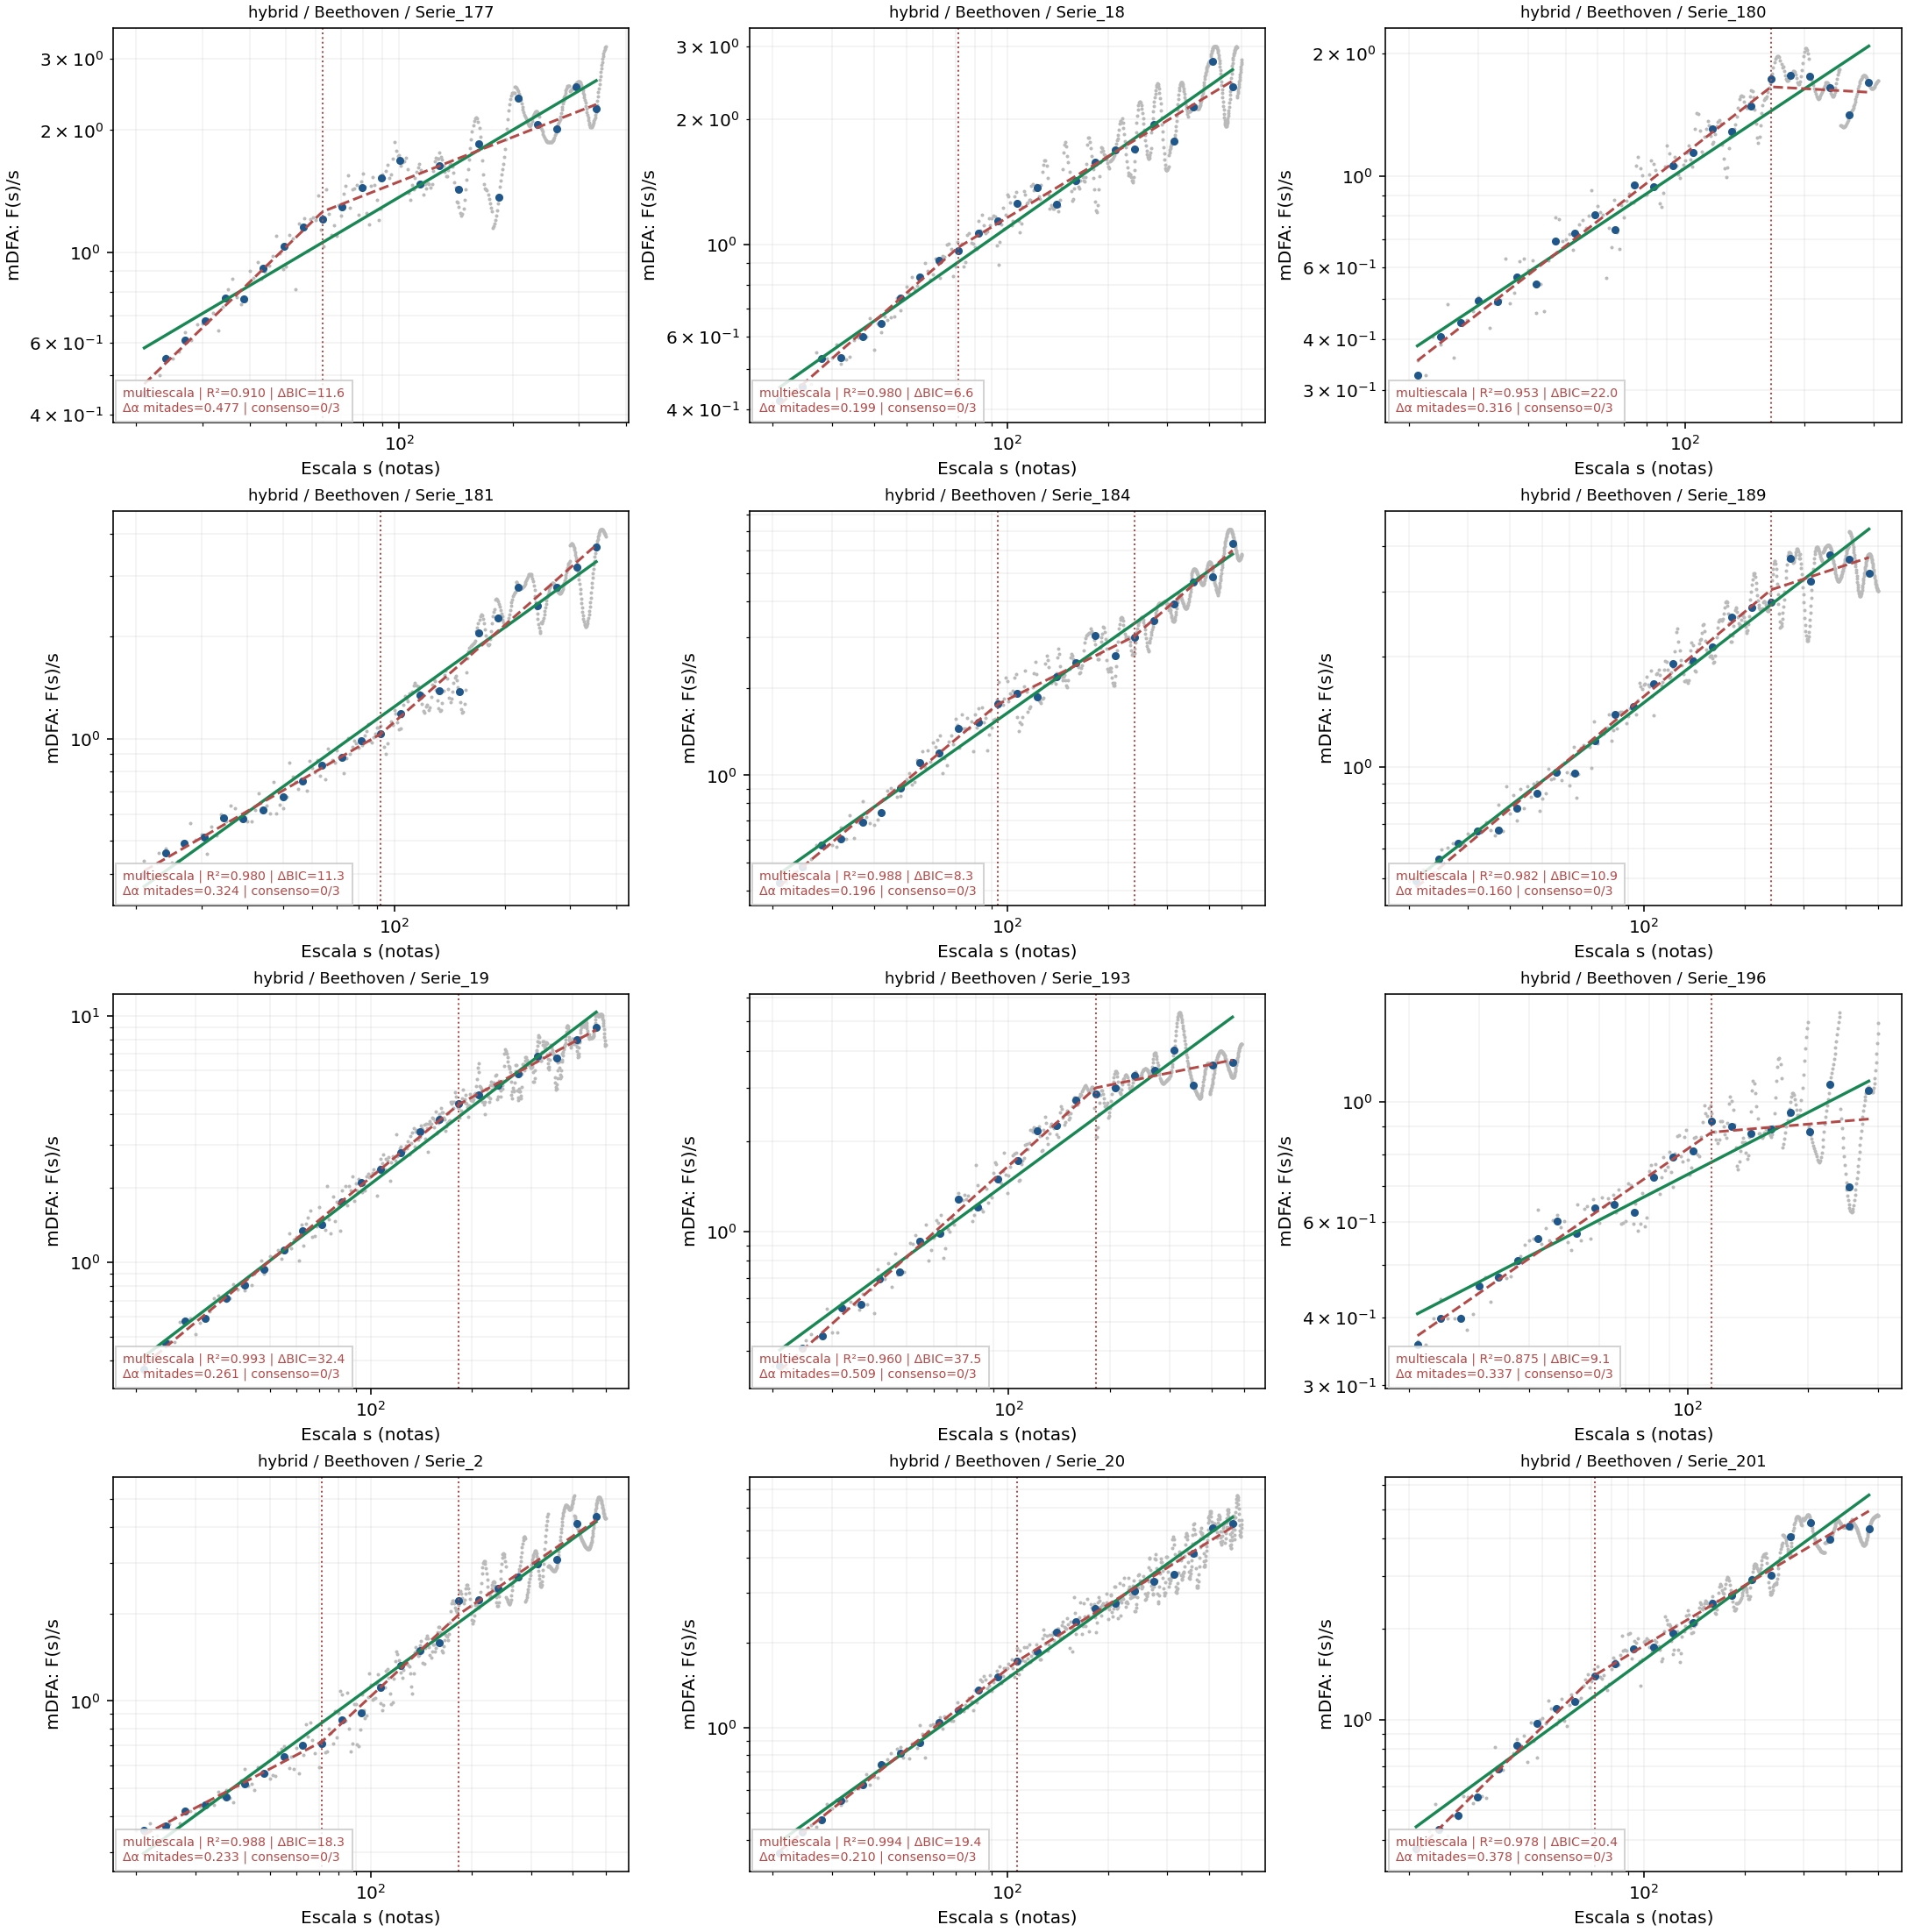 hybrid / Beethoven / Serie_177
mDFA: F(s)/s
3 × 10⁰
2 × 10⁰
10⁰
6 × 10⁻¹
4 × 10⁻¹
multiescala | R²=0.910 | ΔBIC=11.6
Δα mitades=0.477 | consenso=0/3
10²
Escala s (notas)
hybrid / Beethoven / Serie_18
mDFA: F(s)/s
3 × 10⁰
2 × 10⁰
10⁰
6 × 10⁻¹
4 × 10⁻¹
multiescala | R²=0.980 | ΔBIC=6.6
Δα mitades=0.199 | consenso=0/3
10²
Escala s (notas)
hybrid / Beethoven / Serie_180
mDFA: F(s)/s
2 × 10⁰
10⁰
6 × 10⁻¹
4 × 10⁻¹
3 × 10⁻¹
multiescala | R²=0.953 | ΔBIC=22.0
Δα mitades=0.316 | consenso=0/3
10²
Escala s (notas)
hybrid / Beethoven / Serie_181
mDFA: F(s)/s
10⁰
multiescala | R²=0.980 | ΔBIC=11.3
Δα mitades=0.324 | consenso=0/3
10²
Escala s (notas)
hybrid / Beethoven / Serie_184
mDFA: F(s)/s
10⁰
multiescala | R²=0.988 | ΔBIC=8.3
Δα mitades=0.196 | consenso=0/3
10²
Escala s (notas)
hybrid / Beethoven / Serie_189
mDFA: F(s)/s
10⁰
multiescala | R²=0.982 | ΔBIC=10.9
Δα mitades=0.160 | consenso=0/3
10²
Escala s (notas)
hybrid / Beethoven / Serie_19
mDFA: F(s)/s
10¹
10⁰
multiescala | R²=0.993 | ΔBIC=32.4
Δα mitades=0.261 | consenso=0/3
10²
Escala s (notas)
hybrid / Beethoven / Serie_193
mDFA: F(s)/s
10⁰
multiescala | R²=0.960 | ΔBIC=37.5
Δα mitades=0.509 | consenso=0/3
10²
Escala s (notas)
hybrid / Beethoven / Serie_196
mDFA: F(s)/s
10⁰
6 × 10⁻¹
4 × 10⁻¹
3 × 10⁻¹
multiescala | R²=0.875 | ΔBIC=9.1
Δα mitades=0.337 | consenso=0/3
10²
Escala s (notas)
hybrid / Beethoven / Serie_2
mDFA: F(s)/s
10⁰
multiescala | R²=0.988 | ΔBIC=18.3
Δα mitades=0.233 | consenso=0/3
10²
Escala s (notas)
hybrid / Beethoven / Serie_20
mDFA: F(s)/s
10⁰
multiescala | R²=0.994 | ΔBIC=19.4
Δα mitades=0.210 | consenso=0/3
10²
Escala s (notas)
hybrid / Beethoven / Serie_201
mDFA: F(s)/s
10⁰
multiescala | R²=0.978 | ΔBIC=20.4
Δα mitades=0.378 | consenso=0/3
10²
Escala s (notas)